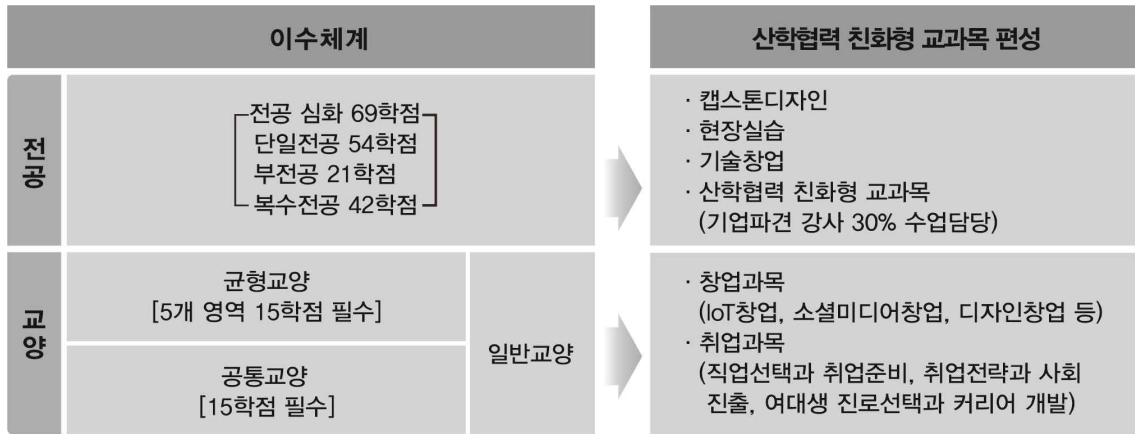 이수체계
산학협력 친화형 교과목 편성
전공
전공 심화 69학점
단일전공 54학점
부전공 21학점
복수전공 42학점
· 캡스톤디자인
· 현장실습
· 기술창업
· 산학협력 친화형 교과목
(기업파견 강사 30% 수업담당)
교양
균형교양
[5개 영역 15학점 필수]
공통교양
[15학점 필수]
일반교양
· 창업과목
(IoT창업, 소셜미디어창업, 디자인창업 등)
· 취업과목
(직업선택과 취업준비, 취업전략과 사회
진출, 여대생 진로선택과 커리어 개발)